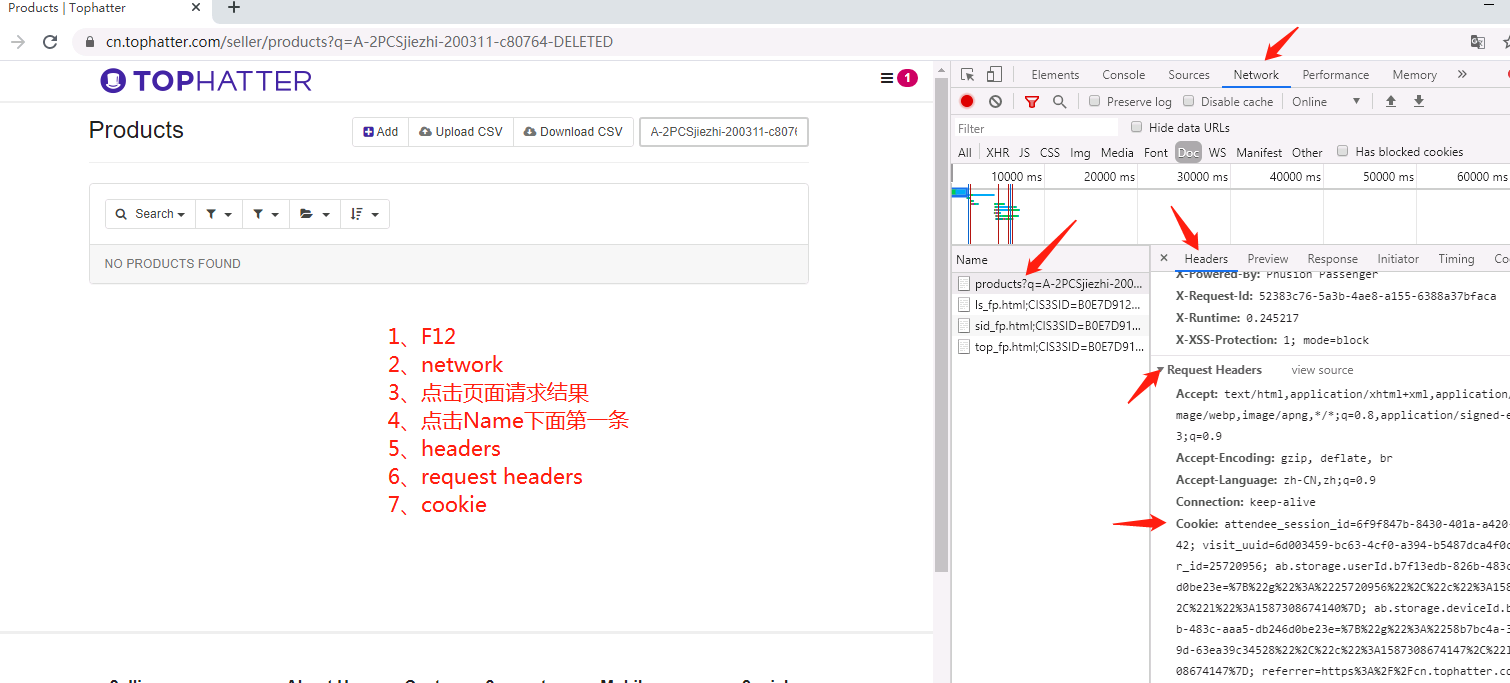 Products | Tophatter
cn.tophatter.com/seller/products?q=A-2PCSjiezhi-200311-c80764-DELETED
TOPHATTER
1
Products
Add
Upload CSV
Download CSV
A-2PCSjiezhi-200311-c8076
Search
NO PRODUCTS FOUND
1、F12
2、network
3、点击页面请求结果
4、点击Name下面第一条
5、headers
6、request headers
7、cookie
Elements Console Sources Network Performance Memory »
Preserve log Disable cache Online
Filter
Hide data URLs
All XHR JS CSS Img Media Font Doc WS Manifest Other Has blocked cookies
10000 ms 20000 ms 30000 ms 40000 ms 50000 ms 60000 ms
Name
products?q=A-2PCSjiezhi-200...
ls_fp.html;CIS3SID=B0E7D912...
sid_fp.html;CIS3SID=B0E7D91...
top_fp.html;CIS3SID=B0E7D91...
× Headers Preview Response Initiator Timing Co
X-Powered-By: Phusion Passenger
X-Request-Id: 52383c76-5a3b-4ae8-a155-6388a37bfaca
X-Runtime: 0.245217
X-XSS-Protection: 1; mode=block
Request Headers view source
Accept: text/html,application/xhtml+xml,application/
mage/webp,image/apng,*/*;q=0.8,application/signed-e
3;q=0.9
Accept-Encoding: gzip, deflate, br
Accept-Language: zh-CN,zh;q=0.9
Connection: keep-alive
Cookie: attendee_session_id=6f9f847b-8430-401a-a420-
42; visit_uuid=6d003459-bc63-4cf0-a394-b5487dca4f0c
r_id=25720956; ab.storage.userId.b7f13edb-826b-483c
d0be23e=%7B%22g%22%3A%2225720956%22%2C%22c%22%3A158
2C%22l%22%3A1587308674140%7D; ab.storage.deviceId.b
b-483c-aaa5-db246d0be23e=%7B%22g%22%3A%2258b7bc4a-3
9d-63ea39c34528%22%2C%22c%22%3A1587308674147%2C%22l
08674147%7D; referrer=https%3A%2F%2Fcn.tophatter.co